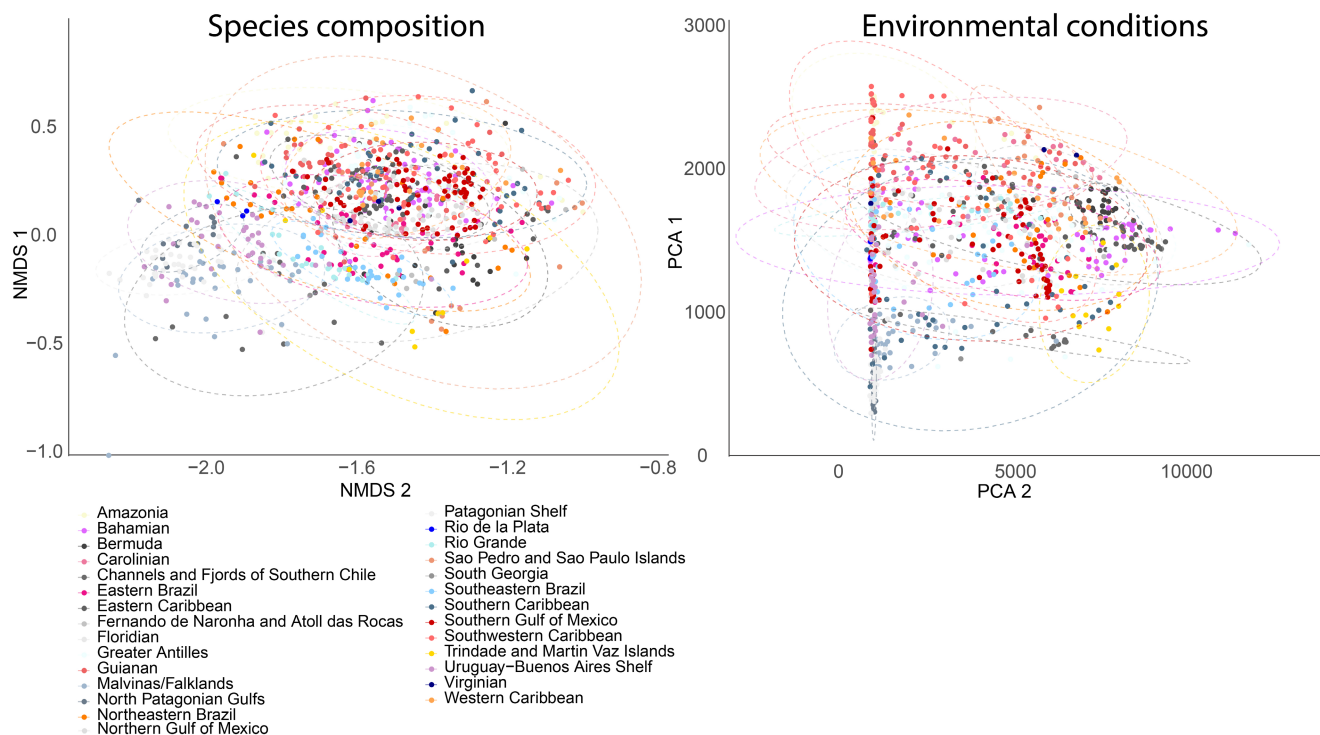 Species composition
0.5
0.0
−0.5
−1.0
NMDS 1
−2.0
−1.6
−1.2
−0.8
NMDS 2
Environmental conditions
3000
2000
1000
0
PCA 1
0
5000
10000
PCA 2
Amazonia
Bahamian
Bermuda
Carolinian
Channels and Fjords of Southern Chile
Eastern Brazil
Eastern Caribbean
Fernando de Naronha and Atoll das Rocas
Floridian
Greater Antilles
Guianan
Malvinas/Falklands
North Patagonian Gulfs
Northeastern Brazil
Northern Gulf of Mexico
Patagonian Shelf
Rio de la Plata
Rio Grande
Sao Pedro and Sao Paulo Islands
South Georgia
Southeastern Brazil
Southern Caribbean
Southern Gulf of Mexico
Southwestern Caribbean
Trindade and Martin Vaz Islands
Uruguay−Buenos Aires Shelf
Virginian
Western Caribbean